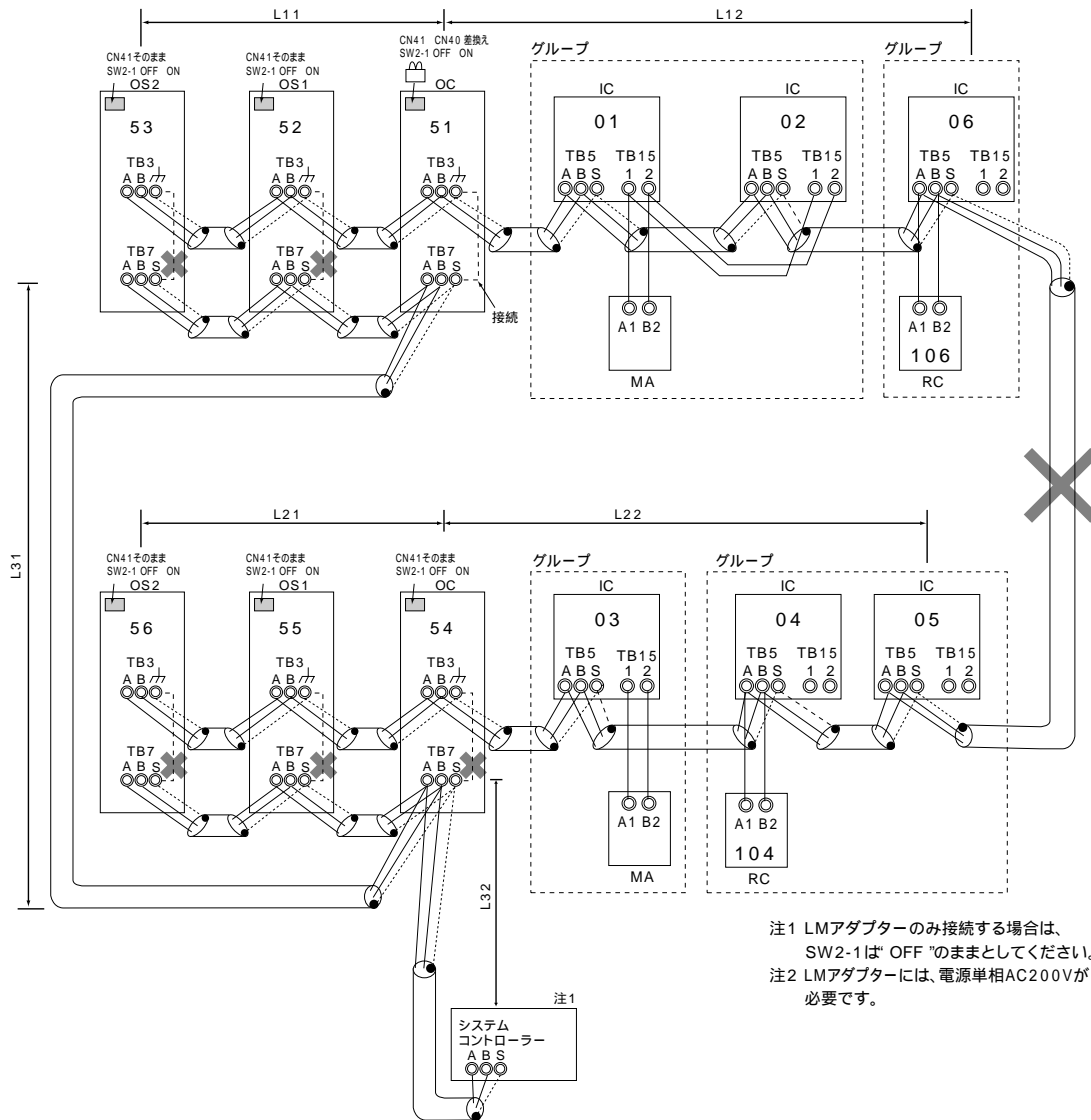 L11
L12
CN41そのまま
SW2-1 OFF ON
OS2
CN41そのまま
SW2-1 OFF ON
OS1
CN41 CN40 差換え
SW2-1 OFF ON
OC
グループ
グループ
IC
IC
IC
53
52
51
01
02
06
TB3
A B
TB3
A B
TB3
A B
TB5
A B S
TB15
1 2
TB5
A B S
TB15
1 2
TB5
A B S
TB15
1 2
TB7
A B S
TB7
A B S
TB7
A B S
接続
A1 B2
MA
A1 B2
106
RC
L31
L21
L22
CN41そのまま
SW2-1 OFF ON
OS2
CN41そのまま
SW2-1 OFF ON
OS1
CN41そのまま
SW2-1 OFF ON
OC
グループ
グループ
IC
IC
IC
56
55
54
03
04
05
TB3
A B
TB3
A B
TB3
A B
TB5
A B S
TB15
1 2
TB5
A B S
TB15
1 2
TB5
A B S
TB15
1 2
TB7
A B S
TB7
A B S
TB7
A B S
A1 B2
MA
A1 B2
104
RC
L32
注1 LMアダプターのみ接続する場合は、
SW2-1は“OFF”のままとしてください。
注2 LMアダプターには、電源単相AC200Vが
必要です。
注1
システム
コントローラー
A B S